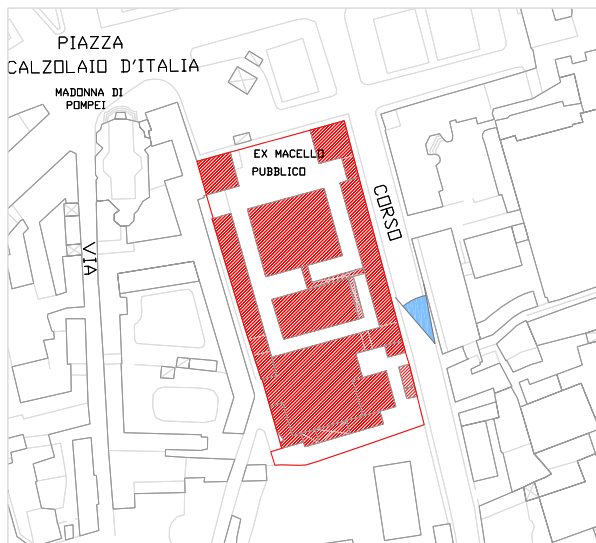 PIAZZA
CALZOLAIO D'ITALIA
MADONNA DI
POMPEI
EX MACELLO
PUBBLICO
CORSO
VIA